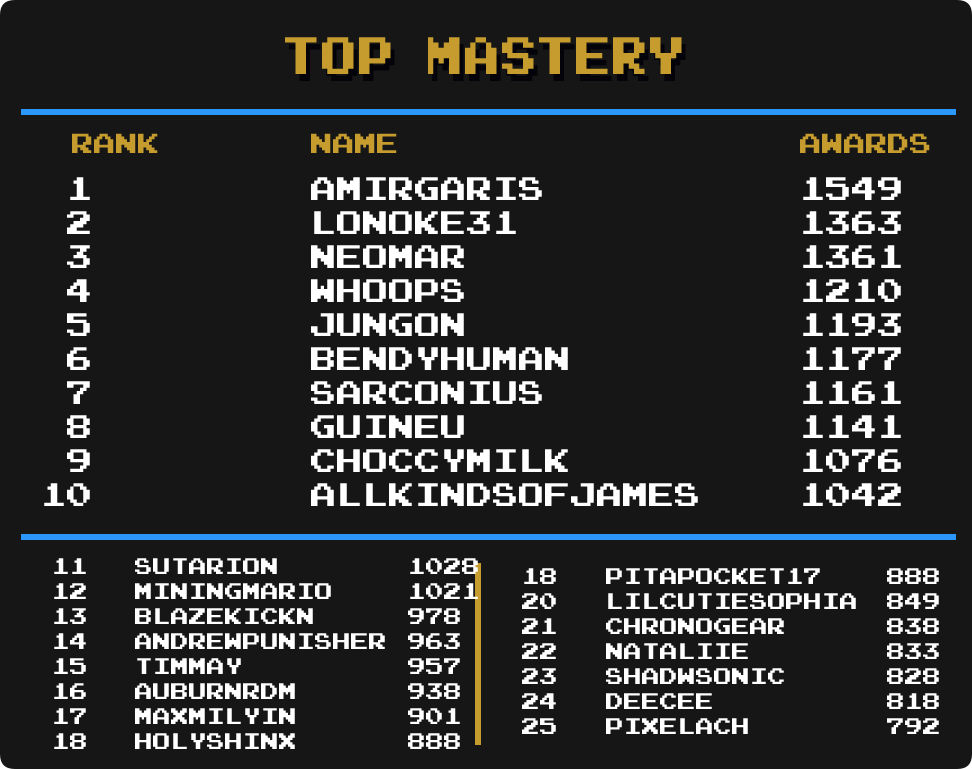 TOP MASTERY
RANK NAME AWARDS
1 AMIRGARIS 1549
2 LONOKE31 1363
3 NEOMAR 1361
4 WHOOPS 1210
5 JUNGON 1193
6 BENDYHUMAN 1177
7 SARCONIUS 1161
8 GUINEU 1141
9 CHOCCYMILK 1076
10 ALLKINDSOFJAMES 1042
11 SUTARION 1028
12 MININGMARIO 1021
13 BLAZEKICKN 978
14 ANDREWPUNISHER 963
15 TIMMAY 957
16 AUBURNRDM 938
17 MAXMILYIN 901
18 HOLYSHINX 888
18 PITAPOCKET17 888
20 LILCUTIESOPHIA 849
21 CHRONOGEAR 838
22 NATALIIE 833
23 SHADWSONIC 828
24 DEECEE 818
25 PIXELACH 792